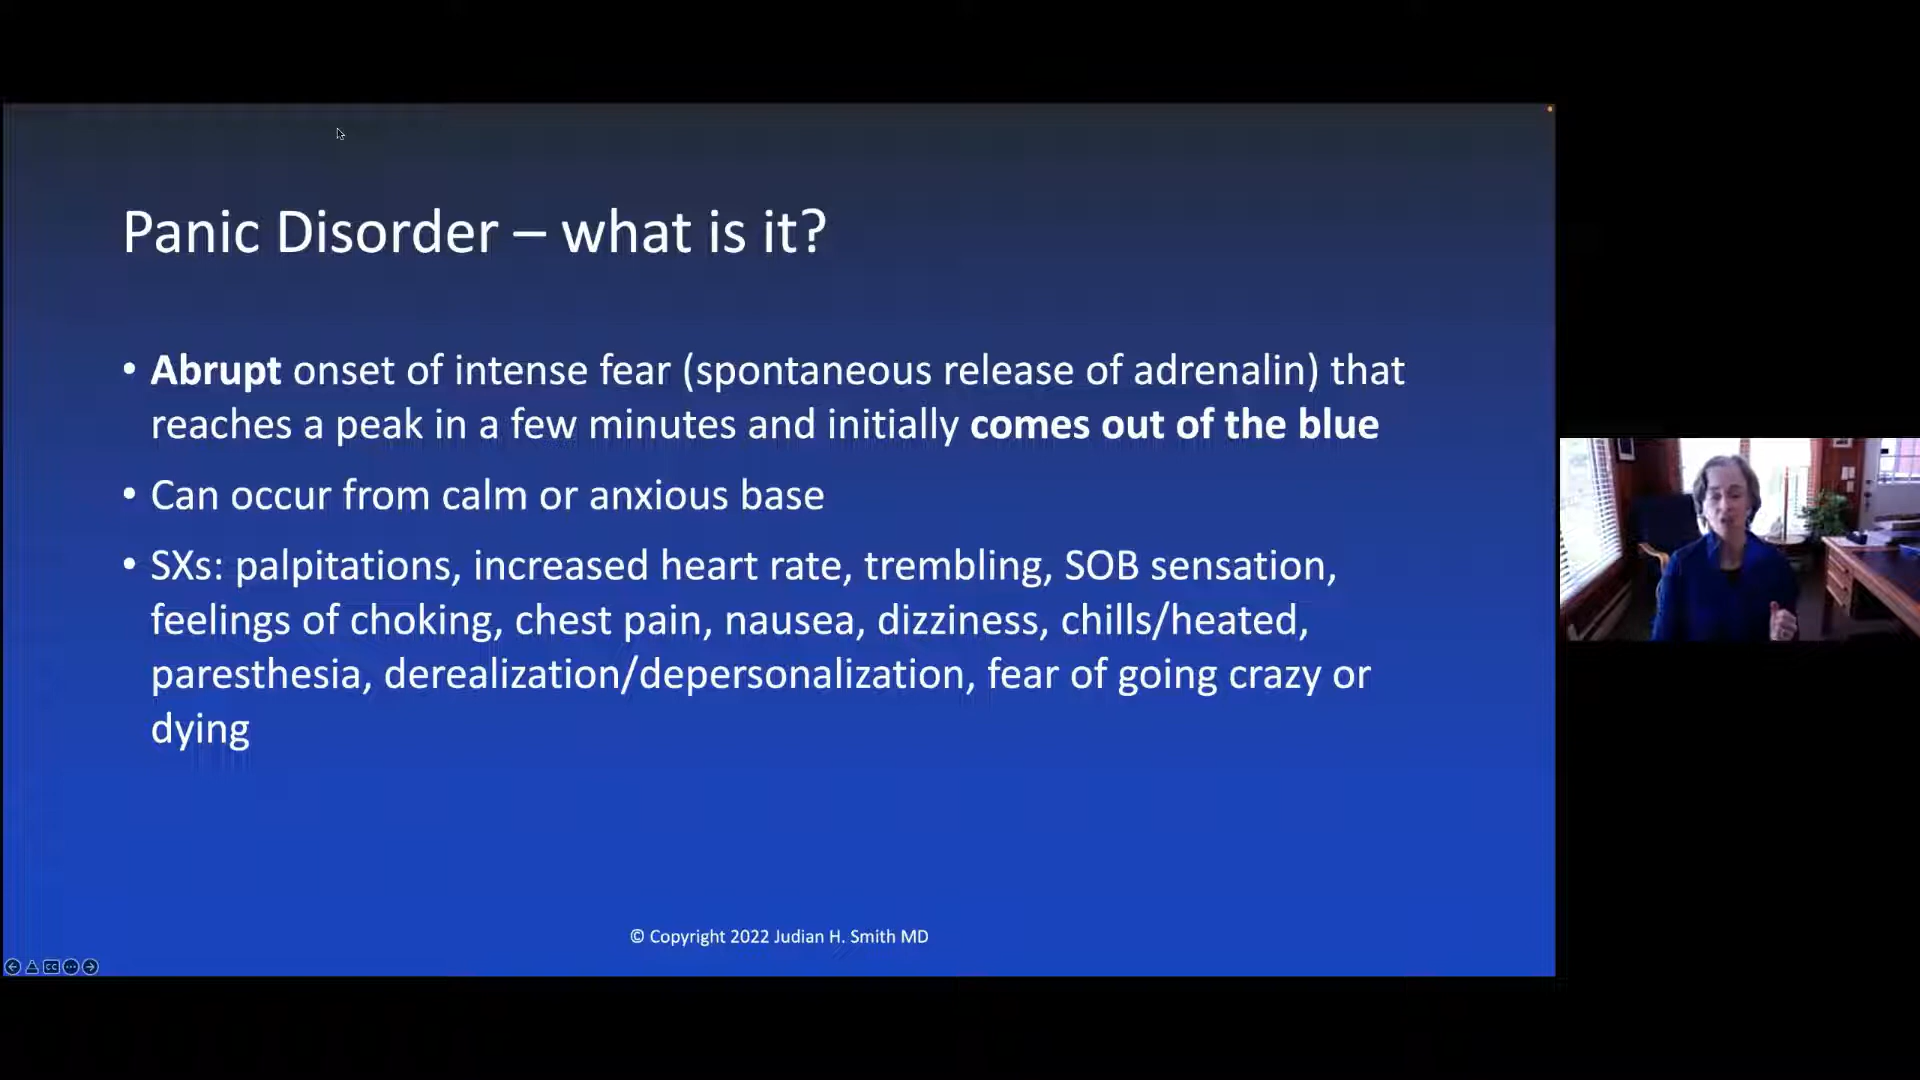 Panic Disorder – what is it?
• Abrupt onset of intense fear (spontaneous release of adrenalin) that
reaches a peak in a few minutes and initially comes out of the blue
• Can occur from calm or anxious base
• SXs: palpitations, increased heart rate, trembling, SOB sensation,
feelings of choking, chest pain, nausea, dizziness, chills/heated,
paresthesia, derealization/depersonalization, fear of going crazy or
dying
© Copyright 2022 Judian H. Smith MD
CC